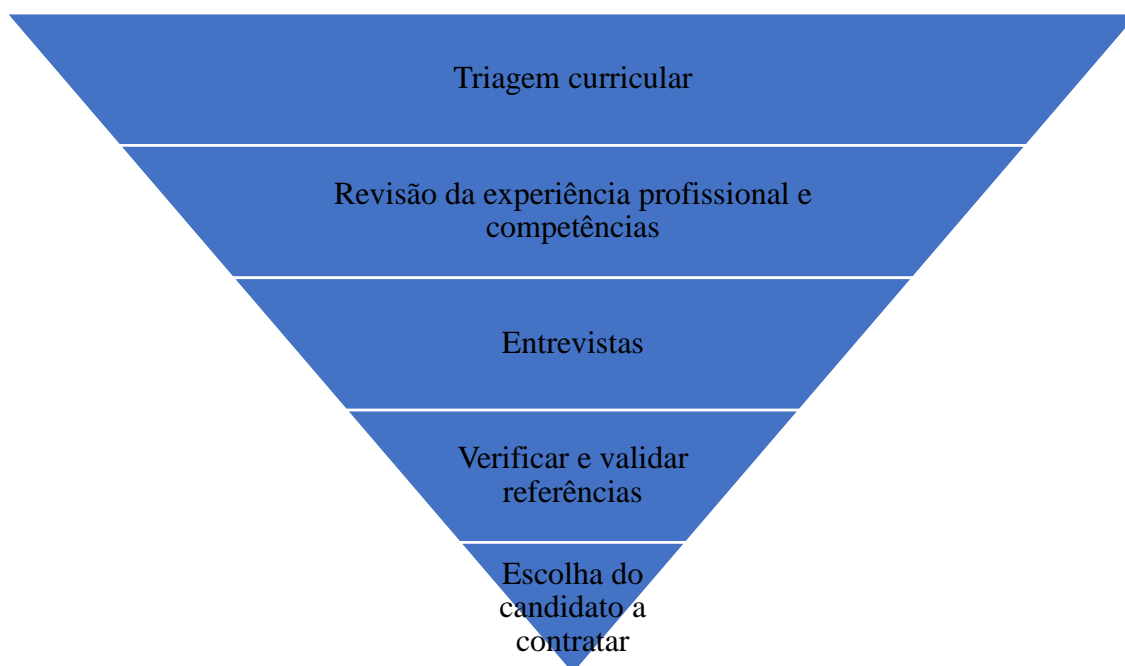 Triagem curricular
Revisão da experiência profissional e
competências
Entrevistas
Verificar e validar
referências
Escolha do
candidato a
contratar